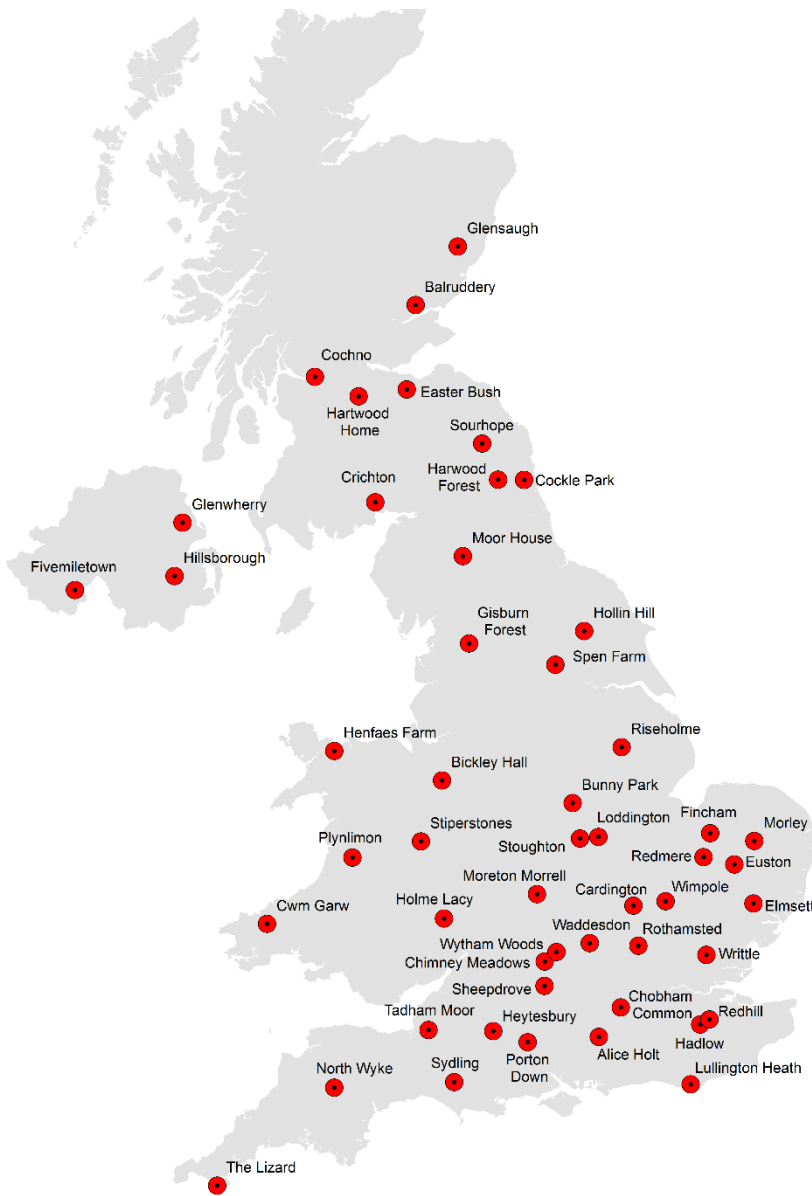 Glensaugh
Balruddery
Cochno
Easter Bush
Hartwood
Home
Sourhope
Harwood
Forest
Cockle Park
Crichton
Glenwherry
Moor House
Hillsborough
Fivemiletown
Gisburn
Forest
Hollin Hill
Spen Farm
Henfaes Farm
Riseholme
Bickley Hall
Bunny Park
Loddington
Fincham
Morley
Stiperstones
Stoughton
Plynlimon
Redmere
Euston
Moreton Morrell
Cardington
Wimpole
Holme Lacy
Elmsett
Cwm Garw
Waddesdon
Rothamsted
Wytham Woods
Writtle
Chimney Meadows
Sheepdrove
Chobham
Common
Tadham Moor
Heytesbury
Redhill
Hadlow
Alice Holt
Porton
Down
Sydling
North Wyke
Lullington Heath
The Lizard